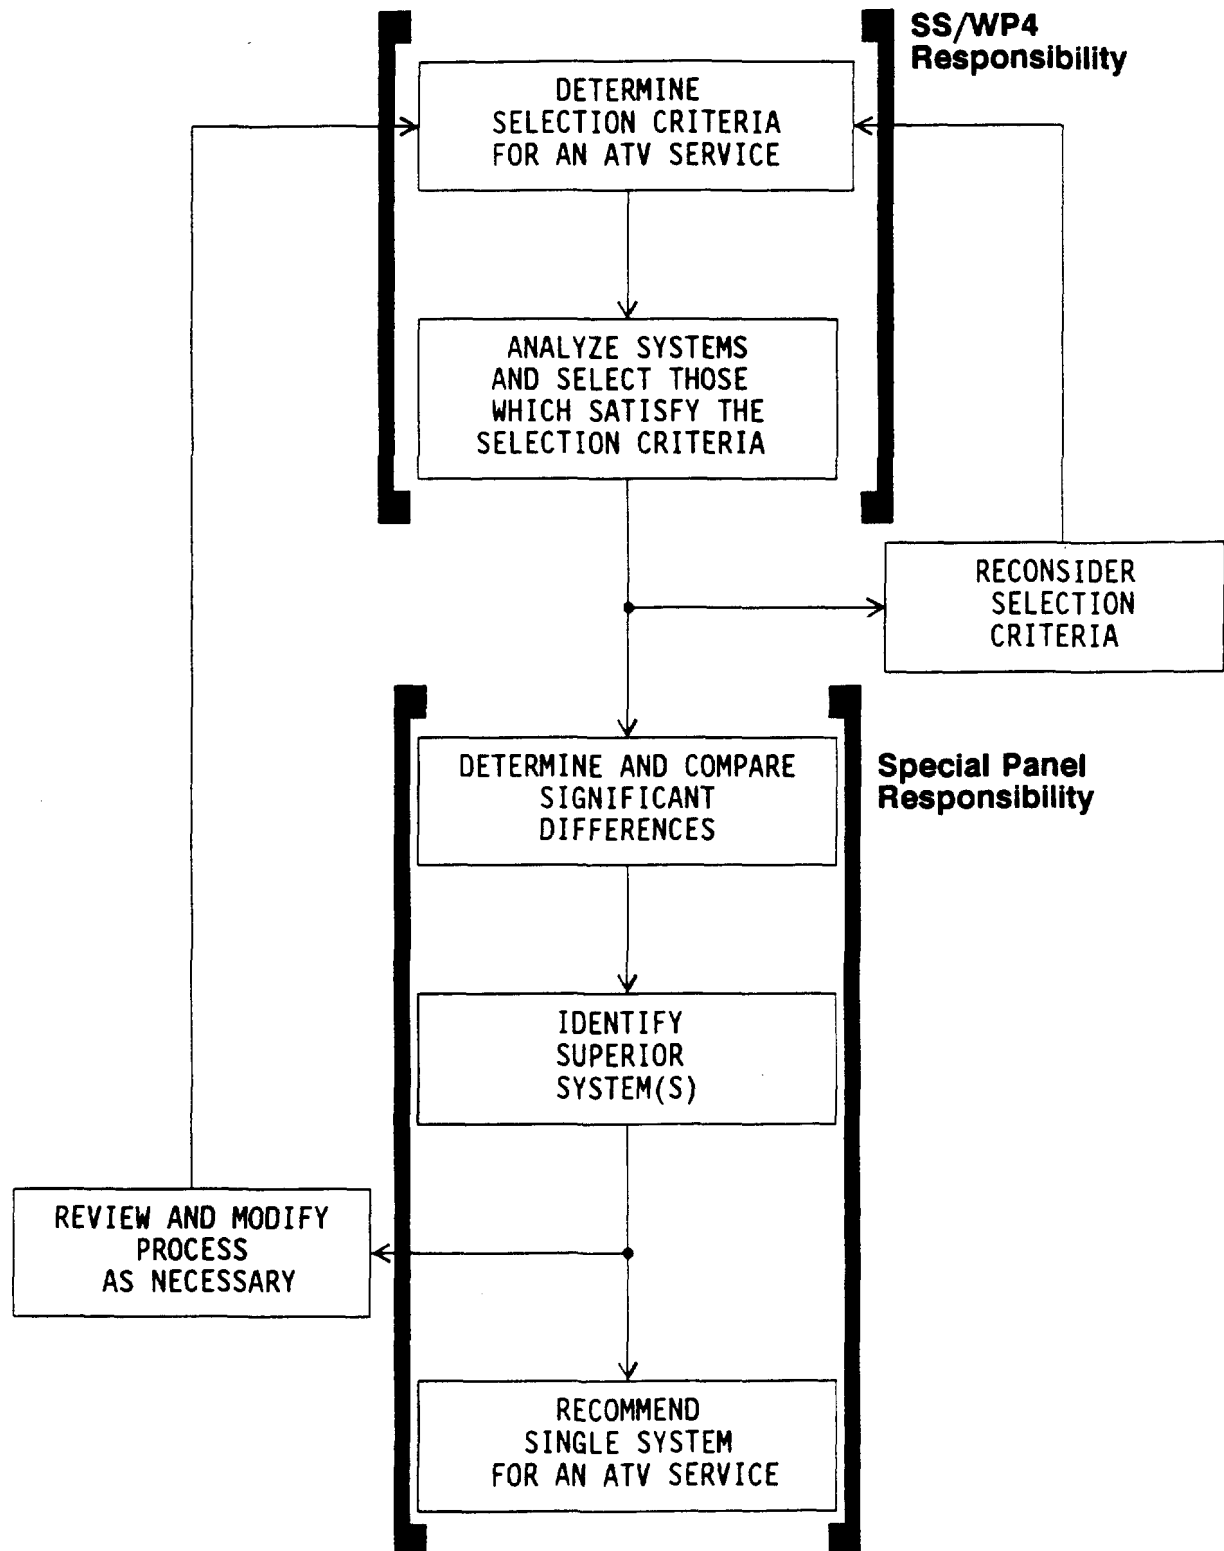 SS/WP4
Responsibility
DETERMINE
SELECTION CRITERIA
FOR AN ATV SERVICE
ANALYZE SYSTEMS
AND SELECT THOSE
WHICH SATISFY THE
SELECTION CRITERIA
RECONSIDER
SELECTION
CRITERIA
DETERMINE AND COMPARE
SIGNIFICANT
DIFFERENCES
Special Panel
Responsibility
IDENTIFY
SUPERIOR
SYSTEM(S)
REVIEW AND MODIFY
PROCESS
AS NECESSARY
RECOMMEND
SINGLE SYSTEM
FOR AN ATV SERVICE